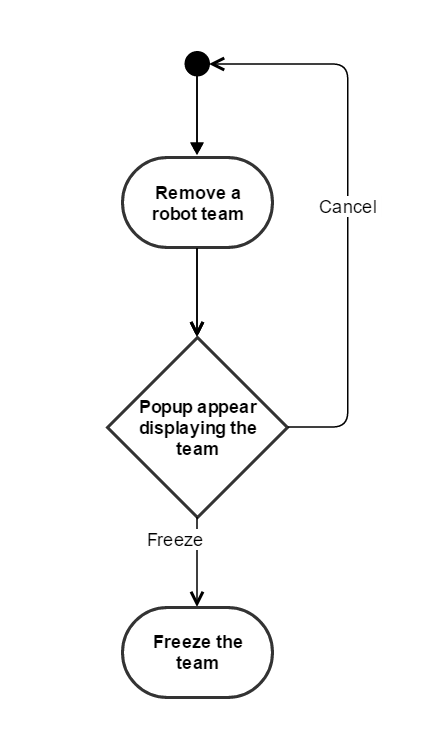 Remove a
robot team
Cancel
Popup appear
displaying the
team
Freeze
Freeze the
team